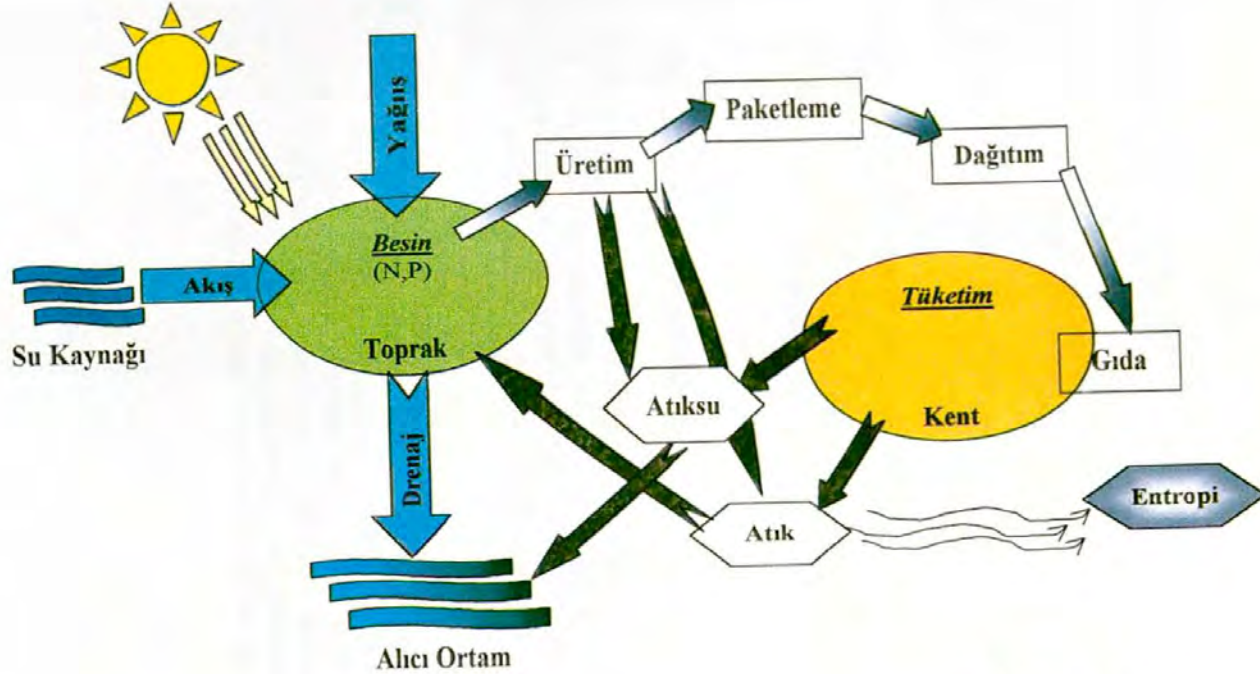 Yağış
Paketleme
Üretim
Dağıtım
Besin
(N,P)
Akış
Tüketim
Su Kaynağı
Toprak
Gıda
Atıksu
Kent
Drenaj
Entropi
Atık
Alıcı Ortam